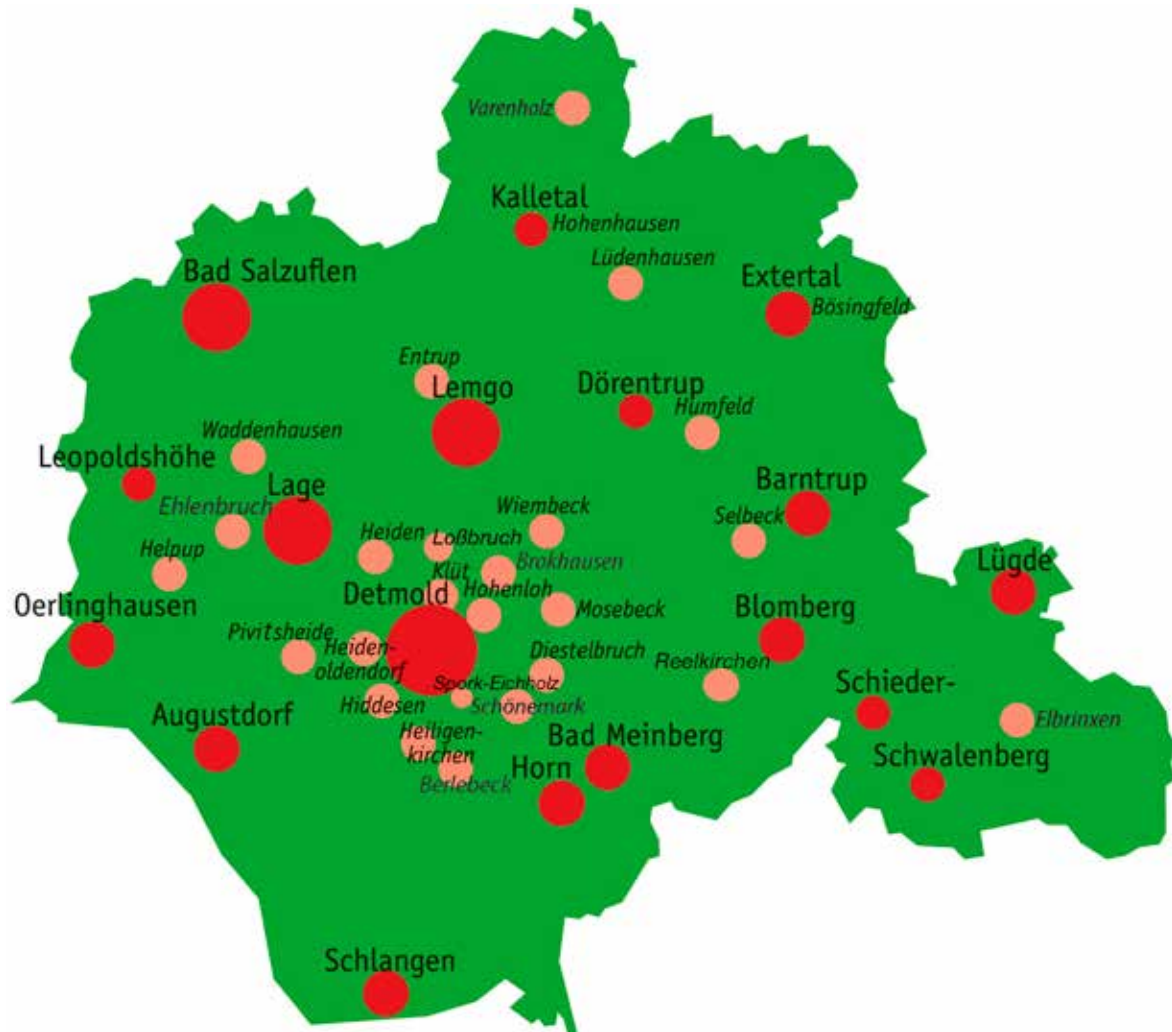 Varenholz
Kalletal
Hohenhausen
Lüdenhausen
Bad Salzuflen
Extertal
Bösingfeld
Entrup
Lemgo
Dörentrup
Humfeld
Waddenhausen
Leopoldshöhe
Lage
Ehlenbruch
Wiembeck
Barntrup
Selbeck
Heiden
Loßbruch
Helpup
Brokhausen
Klüt
Hohenloh
Lügde
Oerlinghausen
Detmold
Mosebeck
Blomberg
Pivitsheide
Heiden-
oldendorf
Diestelbruch
Reelkirchen
Spork-Eichholz
Schieder-
Hiddesen
Schönemark
Augustdorf
Elbrinxen
Heiligen-
kirchen
Bad Meinberg
Schwalenberg
Horn
Berlebeck
Schlangen